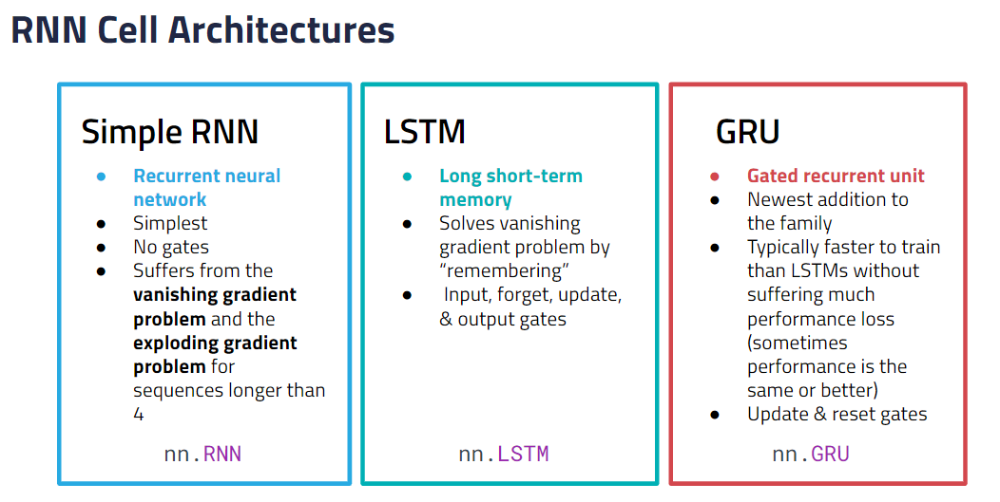 RNN Cell Architectures
Simple RNN
● Recurrent neural
network
● Simplest
● No gates
● Suffers from the
vanishing gradient
problem and the
exploding gradient
problem for
sequences longer than
4
nn.RNN
LSTM
● Long short-term
memory
● Solves vanishing
gradient problem by
“remembering”
● Input, forget, update,
& output gates
nn.LSTM
GRU
● Gated recurrent unit
● Newest addition to
the family
● Typically faster to train
than LSTMs without
suffering much
performance loss
(sometimes
performance is the
same or better)
● Update & reset gates
nn.GRU